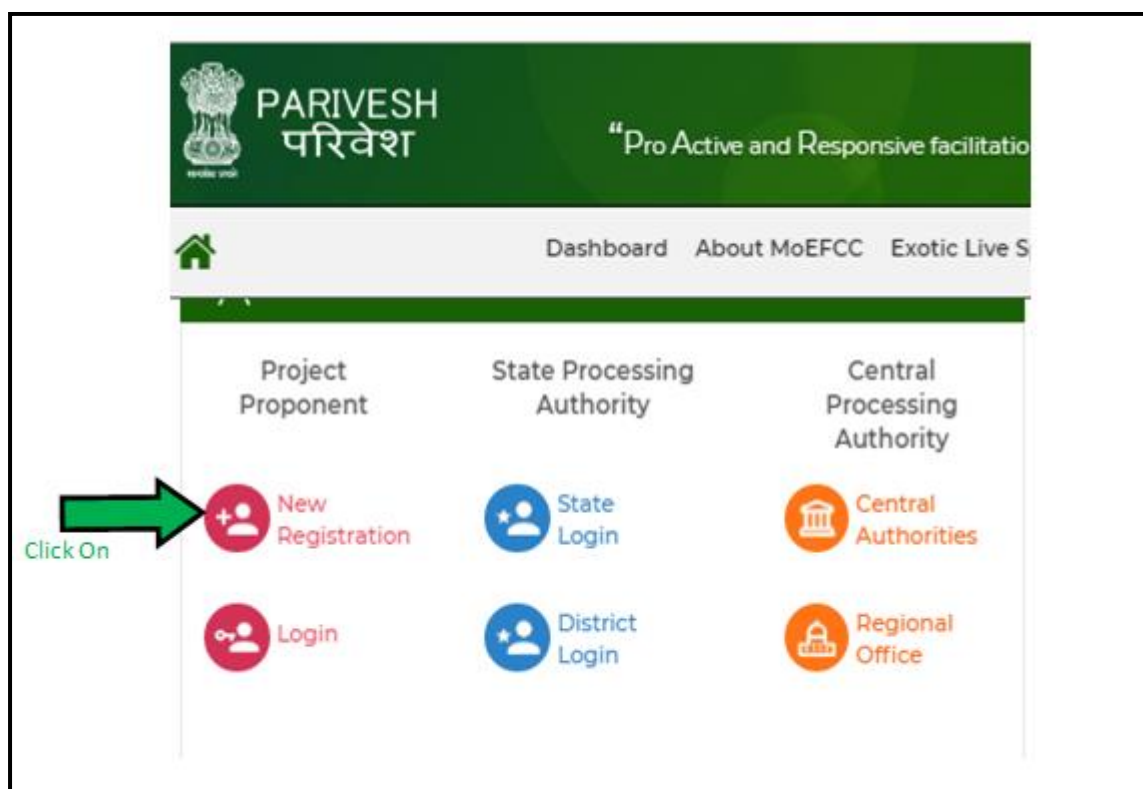 PARIVESH
परिवेश
“Pro Active and Responsive facilitatio
Dashboard About MoEFCC Exotic Live S
Project
Proponent
State Processing
Authority
Central
Processing
Authority
Click On
New
Registration
State
Login
Central
Authorities
Login
District
Login
Regional
Office